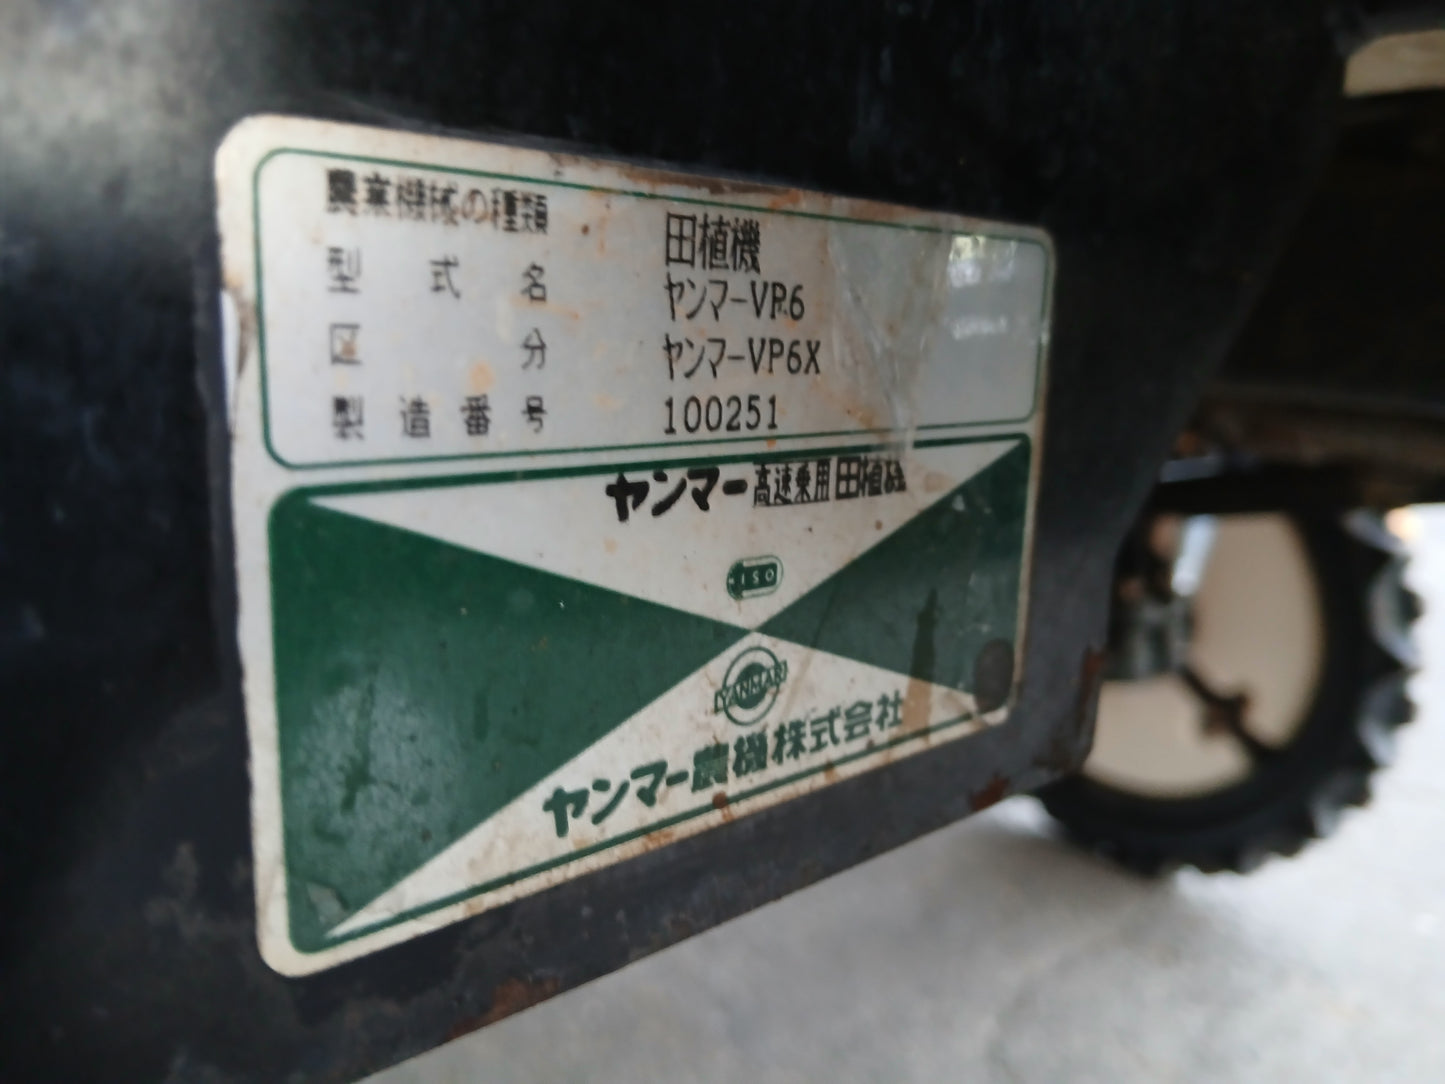 農業機械の種類 田植機
型式名 ヤンマーVP6
区分 ヤンマーVP6X
製造番号 100251
ヤンマー高速乗用田植機
ISO
YANMAR
ヤンマー農機株式会社